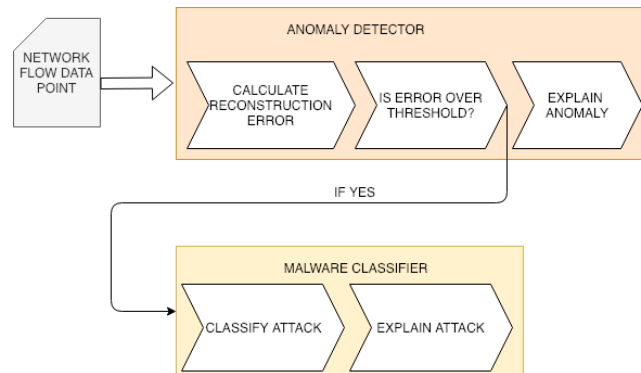 ANOMALY DETECTOR
NETWORK
FLOW DATA
POINT
CALCULATE
RECONSTRUCTION
ERROR
IS ERROR OVER
THRESHOLD?
EXPLAIN
ANOMALY
IF YES
MALWARE CLASSIFIER
CLASSIFY ATTACK
EXPLAIN ATTACK